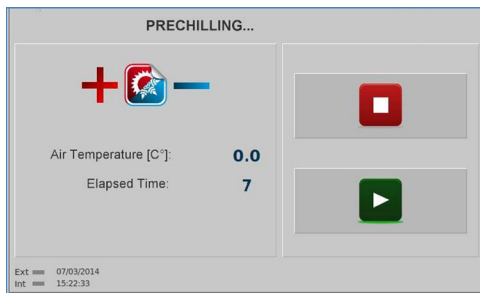 PRECHILLING...
Air Temperature [C°]: 0.0
Elapsed Time: 7
Ext 07/03/2014
Int 15:22:33